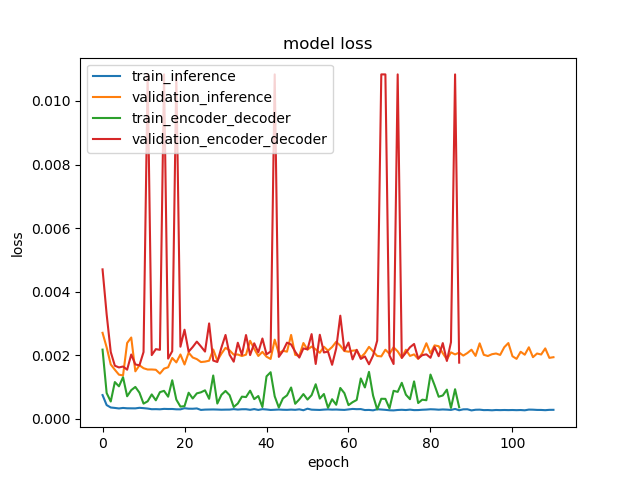 model loss
train_inference
validation_inference
train_encoder_decoder
validation_encoder_decoder
0.010
0.008
0.006
0.004
0.002
0.000
loss
0 20 40 60 80 100
epoch